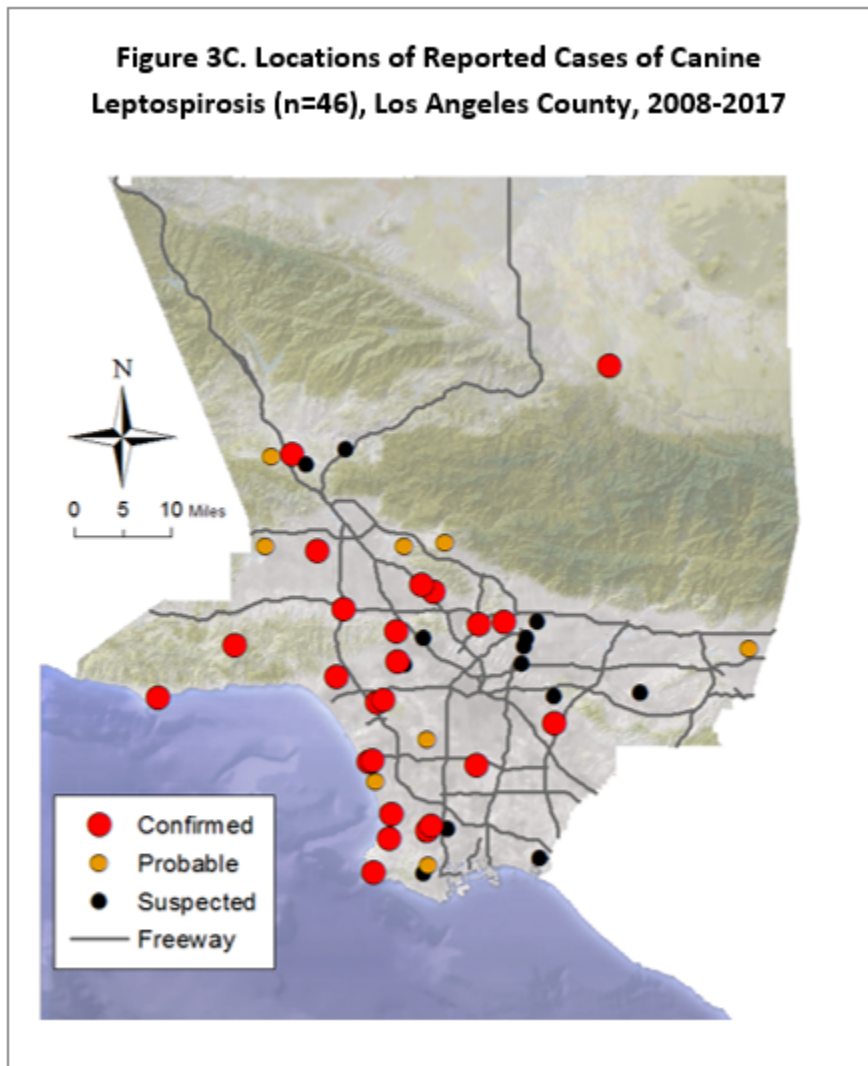 Figure 3C. Locations of Reported Cases of Canine
Leptospirosis (n=46), Los Angeles County, 2008-2017
N
0 5 10 Miles
Confirmed
Probable
Suspected
Freeway